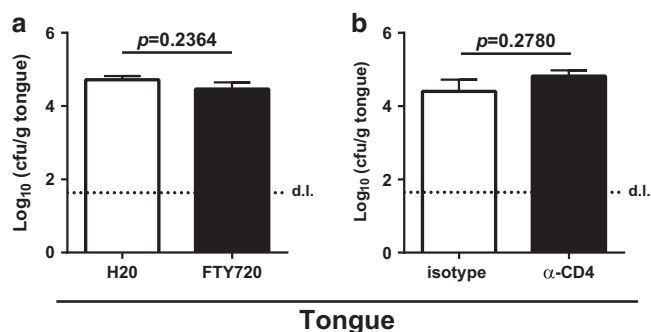 a
b
p=0.2364
p=0.2780
Log₁₀ (cfu/g tongue)
6
4
2
0
d.l.
H20
FTY720
Log₁₀ (cfu/g tongue)
6
4
2
0
d.l.
isotype
α-CD4
Tongue